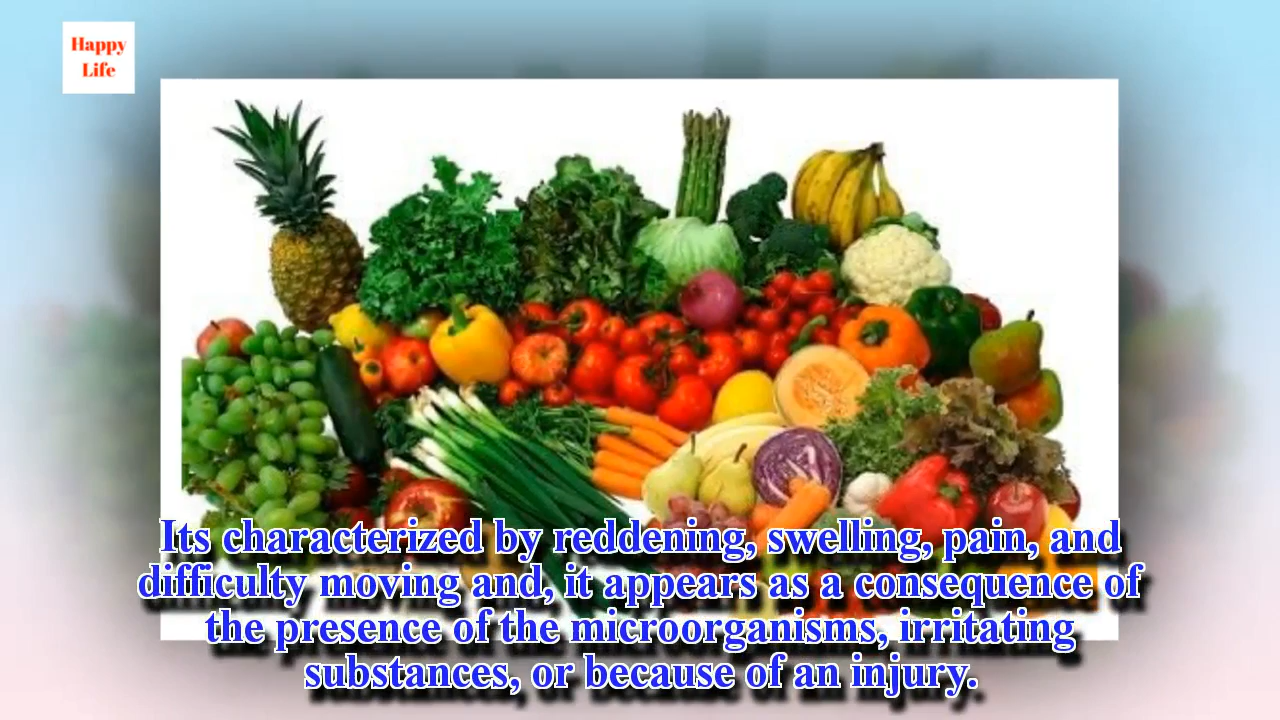 Happy
Life
Its characterized by reddening, swelling, pain, and
difficulty moving and, it appears as a consequence of
the presence of the microorganisms, irritating
substances, or because of an injury.